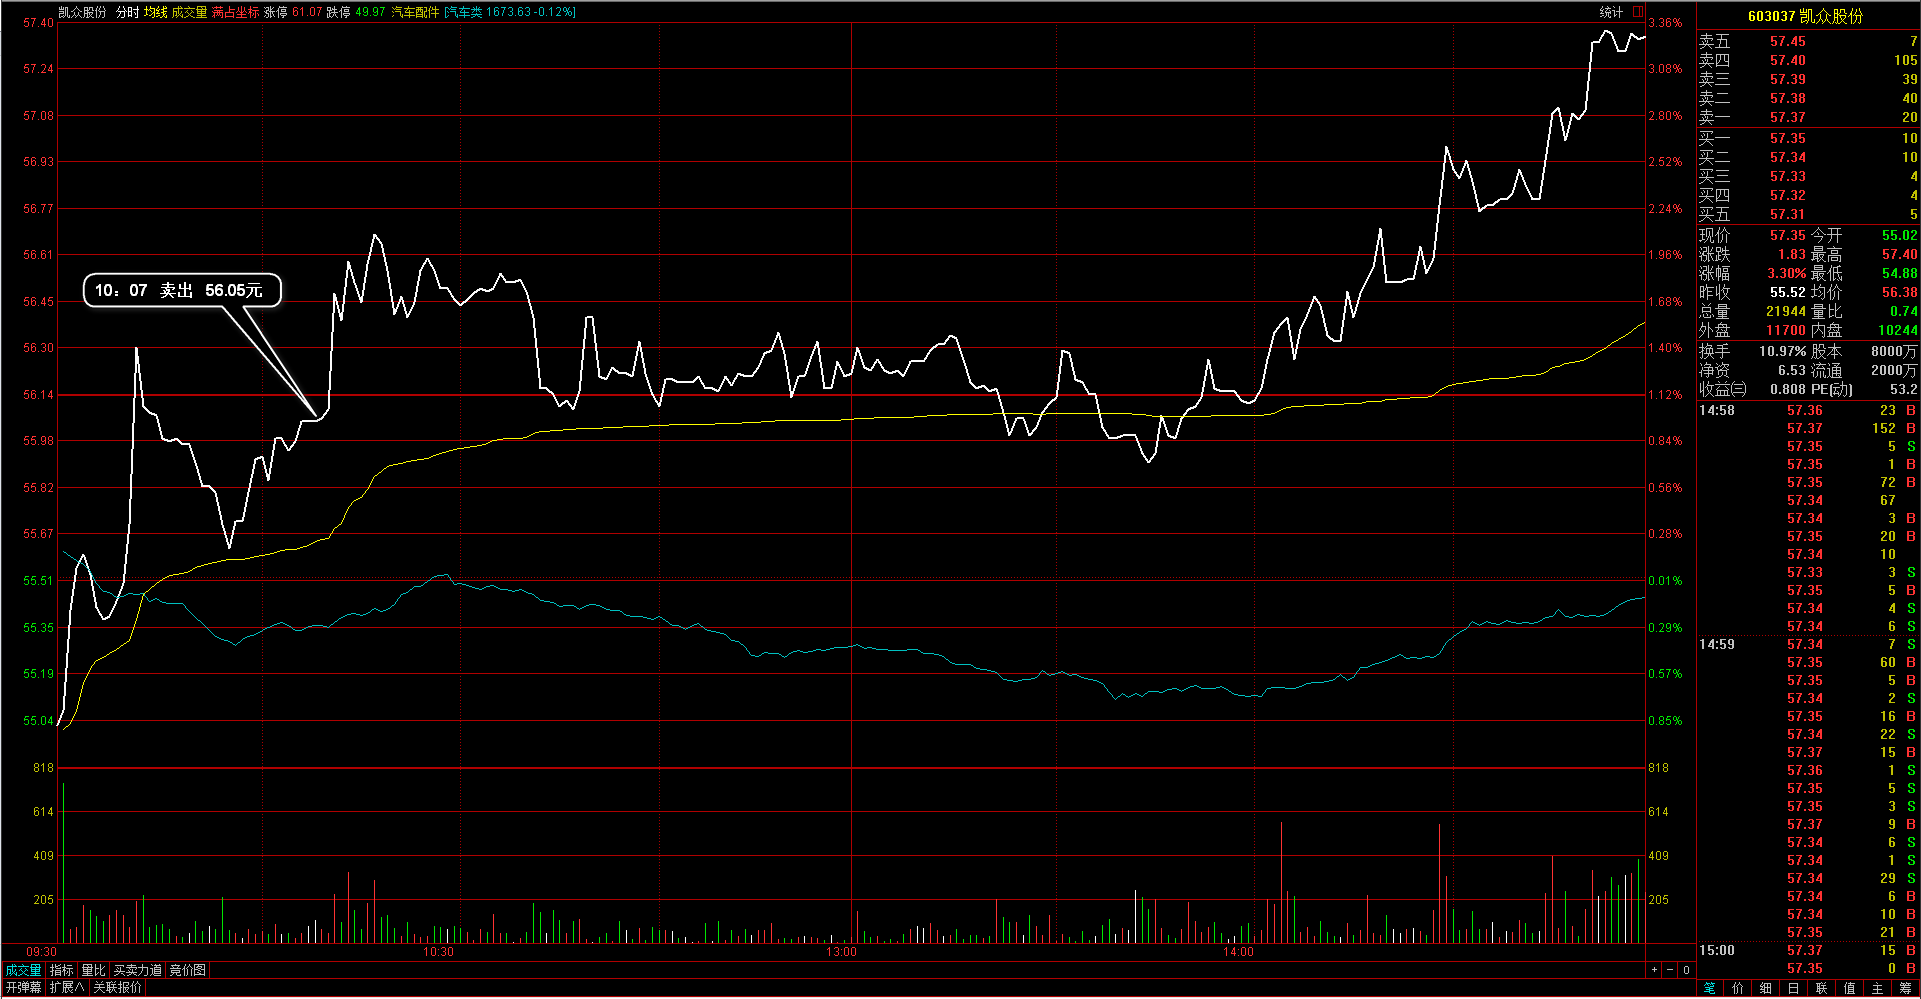 凯众股份 分时 均线 成交量 满占坐标 涨停 61.07 跌停 49.97 汽车配件 [汽车类 1673.63 -0.12%] 统计
57.40 3.36%
57.24 3.08%
57.08 2.80%
56.93 2.52%
56.77 2.24%
56.61 1.96%
56.45 1.68%
56.30 1.40%
56.14 1.12%
55.98 0.84%
55.82 0.56%
55.67 0.28%
55.51 0.01%
55.35 0.29%
55.19 0.57%
55.04 0.85%
818 818
614 614
409 409
205 205
10：07 卖出 56.05元
09:30 10:30 13:00 14:00
成交量 指标 量比 买卖力道 竞价图 + − 0
开弹幕 扩展∧ 关联报价
603037 凯众股份
卖五 57.45 7
卖四 57.40 105
卖三 57.39 39
卖二 57.38 40
卖一 57.37 20
买一 57.35 10
买二 57.34 10
买三 57.33 4
买四 57.32 4
买五 57.31 5
现价 57.35 今开 55.02
涨跌 1.83 最高 57.40
涨幅 3.30% 最低 54.88
昨收 55.52 均价 56.38
总量 21944 量比 0.74
外盘 11700 内盘 10244
换手 10.97% 股本 8000万
净资 6.53 流通 2000万
收益㈢ 0.808 PE(动) 53.2
14:58 57.36 23 B
57.37 152 B
57.35 5 S
57.35 1 B
57.35 72 B
57.34 67
57.34 3 B
57.35 20 B
57.34 10
57.33 3 S
57.35 5 B
57.34 4 S
57.34 6 S
14:59 57.34 7 S
57.35 60 B
57.35 5 B
57.34 2 S
57.35 16 B
57.34 22 S
57.37 15 B
57.36 1 S
57.35 5 S
57.35 3 S
57.37 9 B
57.34 6 S
57.34 1 S
57.34 29 S
57.34 6 B
57.34 10 B
57.35 21 B
15:00 57.37 15 B
57.35 0 B
笔 价 细 日 联 值 主 筹